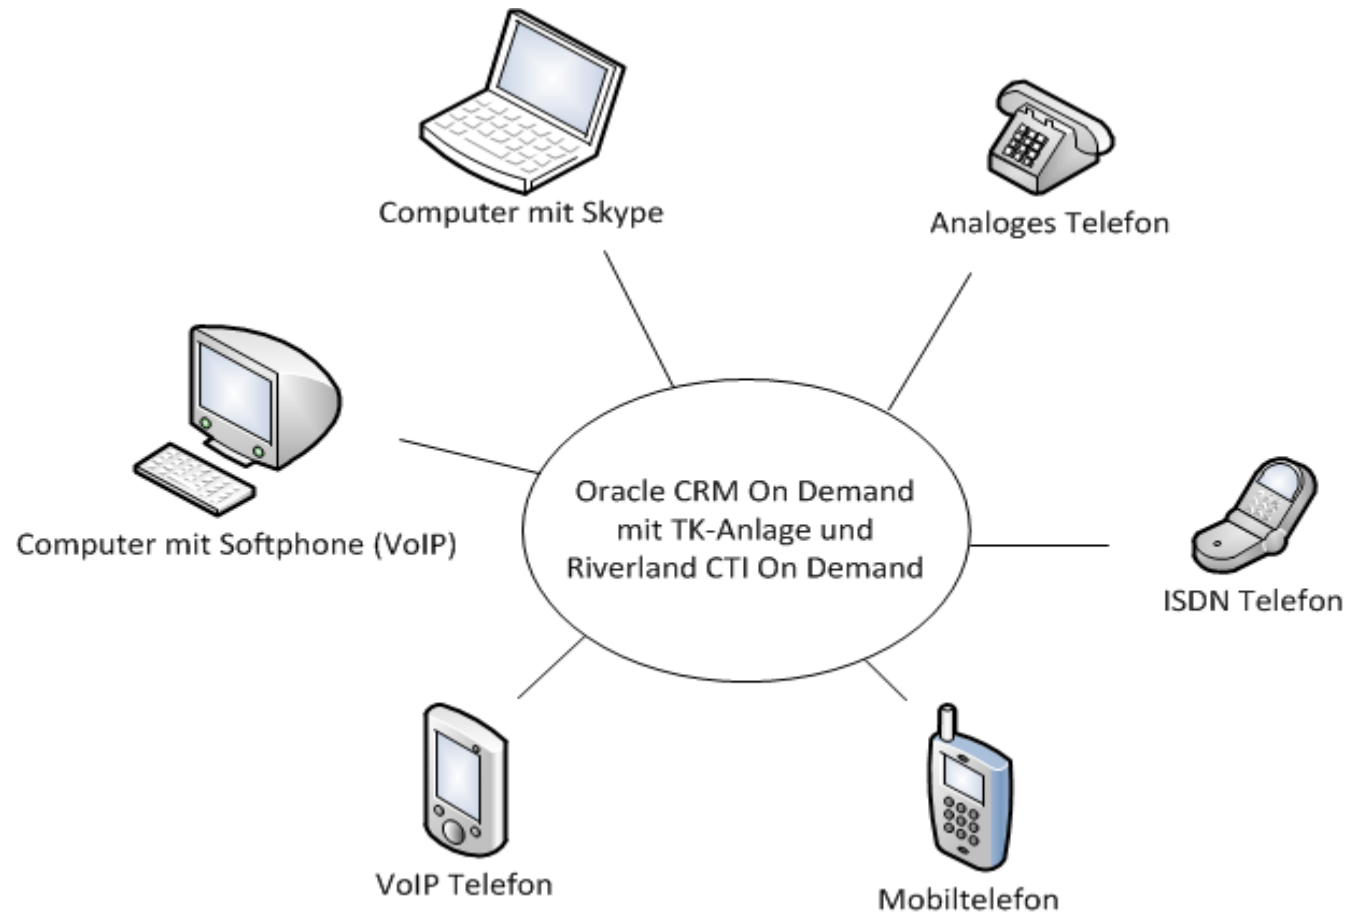 Computer mit Skype
Analoges Telefon
Computer mit Softphone (VoIP)
Oracle CRM On Demand
mit TK-Anlage und
Riverland CTI On Demand
ISDN Telefon
VoIP Telefon
Mobiltelefon